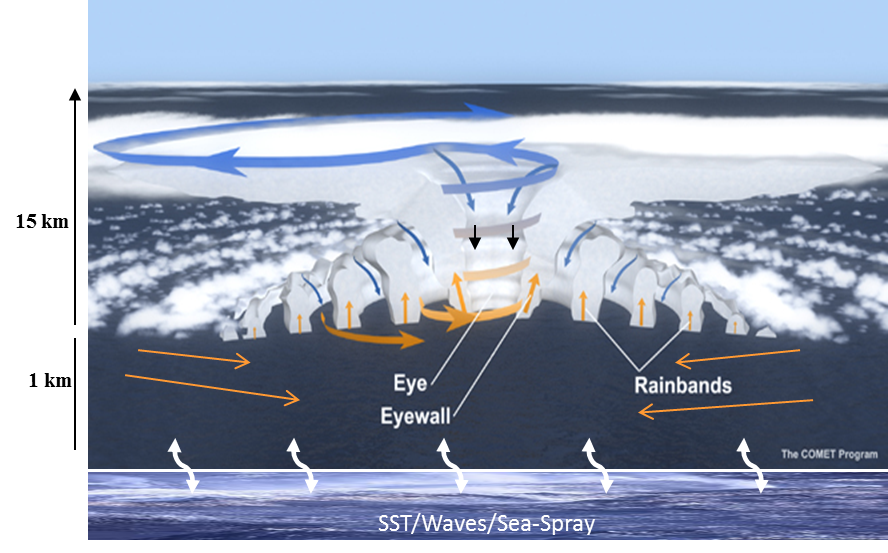 15 km
1 km
Eye
Eyewall
Rainbands
The COMET Program
SST/Waves/Sea-Spray